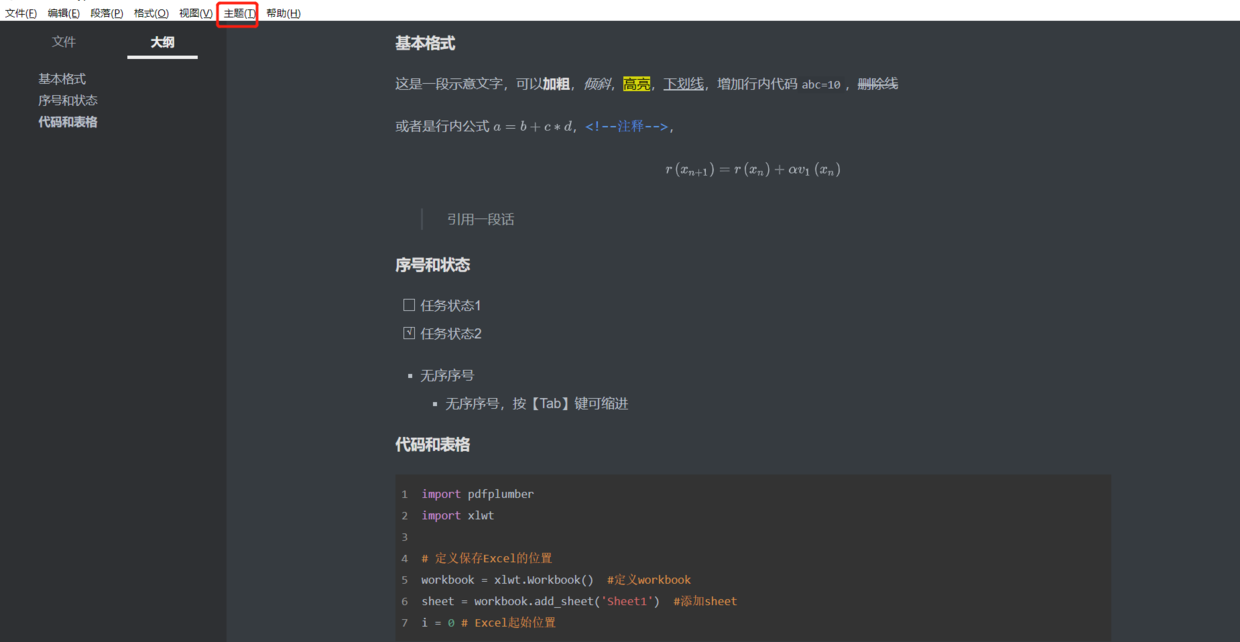 文件(F) 编辑(E) 段落(P) 格式(O) 视图(V) 主题(T) 帮助(H)
文件 大纲
基本格式
序号和状态
代码和表格
基本格式
这是一段示意文字，可以加粗，倾斜，高亮，下划线，增加行内代码 abc=10 ，删除线
或者是行内公式 a = b + c * d，<!--注释-->，
r (xₙ₊₁) = r (xₙ) + αv₁ (xₙ)
引用一段话
序号和状态
☐ 任务状态1
☑ 任务状态2
▪ 无序序号
▪ 无序序号，按【Tab】键可缩进
代码和表格
1 import pdfplumber
2 import xlwt
3
4 # 定义保存Excel的位置
5 workbook = xlwt.Workbook()  #定义workbook
6 sheet = workbook.add_sheet('Sheet1')  #添加sheet
7 i = 0 # Excel起始位置